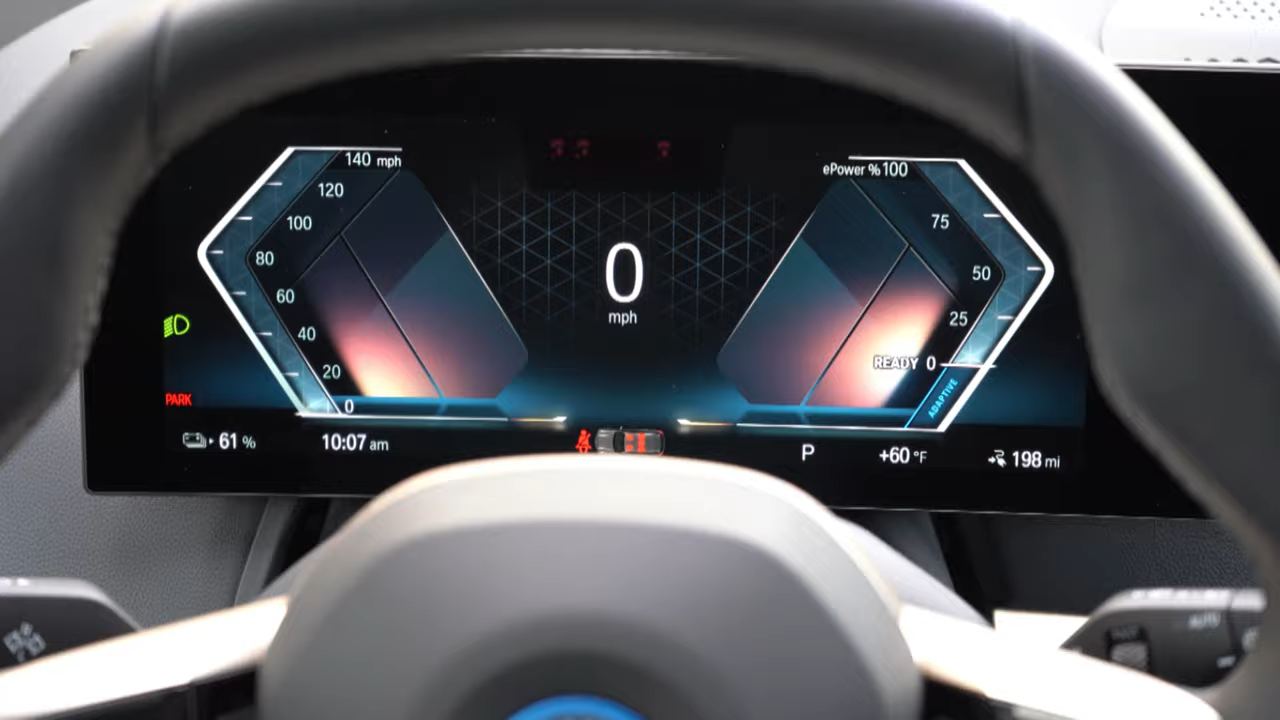 140 mph
120
100
80
60
40
20
0
0
mph
ePower % 100
75
50
25
READY 0
ADAPTIVE
PARK
61 %
10:07 am
P
+60 °F
198 mi
AUTO